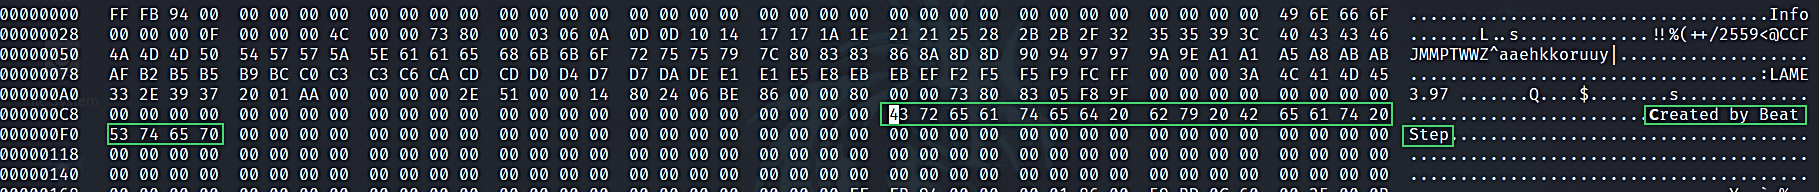 00000000 FF FB 94 00 00 00 00 00 00 00 00 00 00 00 00 00 00 00 00 00 00 00 00 00 00 00 00 00 00 00 00 00 00 00 00 00 49 6E 66 6F ....................................Info
00000028 00 00 00 0F 00 00 00 4C 00 00 73 80 00 03 06 0A 0D 0D 10 14 17 17 1A 1E 21 21 25 28 2B 2B 2F 32 35 35 39 3C 40 43 43 46 .......L..s.............!!%(++/2559<@CCF
00000050 4A 4D 4D 50 54 57 57 5A 5E 61 61 65 68 6B 6B 6F 72 75 75 79 7C 80 83 83 86 8A 8D 8D 90 94 97 97 9A 9E A1 A1 A5 A8 AB AB JMMPTWWZ^aaehkkoruuy|...................
00000078 AF B2 B5 B5 B9 BC C0 C3 C3 C6 CA CD CD D0 D4 D7 D7 DA DE E1 E1 E5 E8 EB EB EF F2 F5 F5 F9 FC FF 00 00 00 3A 4C 41 4D 45 ...................................:LAME
000000A0 33 2E 39 37 20 01 AA 00 00 00 00 2E 51 00 00 14 80 24 06 BE 86 00 00 80 00 00 73 80 83 05 F8 9F 00 00 00 00 00 00 00 00 3.97 .......Q....$........s.............
000000C8 00 00 00 00 00 00 00 00 00 00 00 00 00 00 00 00 00 00 00 00 00 00 00 00 43 72 65 61 74 65 64 20 62 79 20 42 65 61 74 20 ........................Created by Beat
000000F0 53 74 65 70 00 00 00 00 00 00 00 00 00 00 00 00 00 00 00 00 00 00 00 00 00 00 00 00 00 00 00 00 00 00 00 00 00 00 00 00 Step....................................
00000118 00 00 00 00 00 00 00 00 00 00 00 00 00 00 00 00 00 00 00 00 00 00 00 00 00 00 00 00 00 00 00 00 00 00 00 00 00 00 00 00 ........................................
00000140 00 00 00 00 00 00 00 00 00 00 00 00 00 00 00 00 00 00 00 00 00 00 00 00 00 00 00 00 00 00 00 00 00 00 00 00 00 00 00 00 ........................................